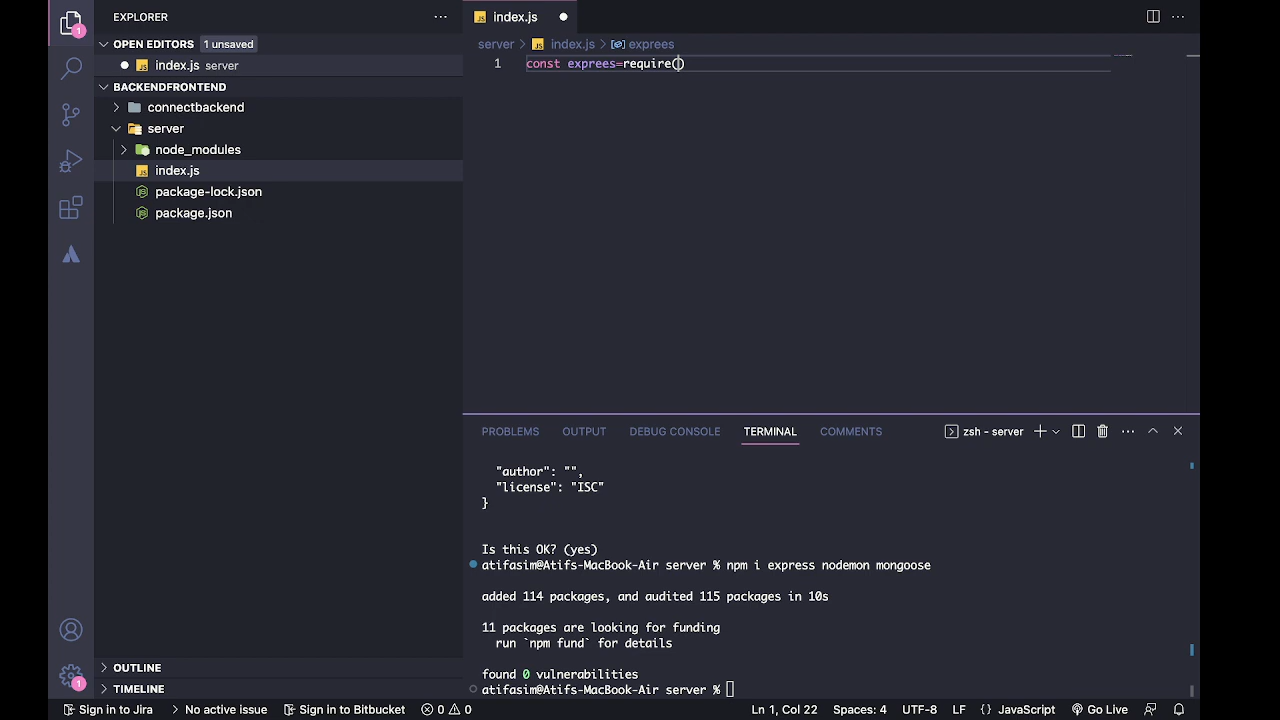 EXPLORER
OPEN EDITORS 1 unsaved
index.js server
BACKENDFRONTEND
connectbackend
server
node_modules
index.js
package-lock.json
package.json
OUTLINE
TIMELINE
1
1
index.js
server > index.js > exprees
1 const exprees=require()
PROBLEMS OUTPUT DEBUG CONSOLE TERMINAL COMMENTS zsh - server
"author": "",
"license": "ISC"
}
Is this OK? (yes)
atifasim@Atifs-MacBook-Air server % npm i express nodemon mongoose
added 114 packages, and audited 115 packages in 10s
11 packages are looking for funding
run `npm fund` for details
found 0 vulnerabilities
atifasim@Atifs-MacBook-Air server %
Sign in to Jira No active issue Sign in to Bitbucket 0 0 Ln 1, Col 22 Spaces: 4 UTF-8 LF {} JavaScript Go Live